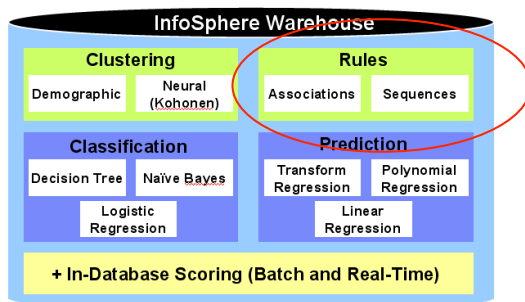 InfoSphere Warehouse
Clustering
Demographic
Neural
(Kohonen)
Rules
Associations
Sequences
Classification
Decision Tree
Naïve Bayes
Logistic
Regression
Prediction
Transform
Regression
Polynomial
Regression
Linear
Regression
+ In-Database Scoring (Batch and Real-Time)